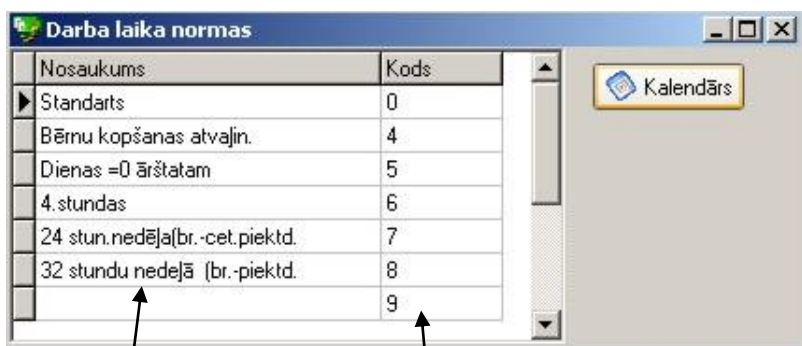 Darba laika normas
Nosaukums Kods
Kalendārs
Standarts 0
Bērnu kopšanas atvaļin. 4
Dienas =0 ārštatam 5
4.stundas 6
24 stun.nedēļa(br.-cet.piektd. 7
32 stundu nedeļā (br.-piektd. 8
9